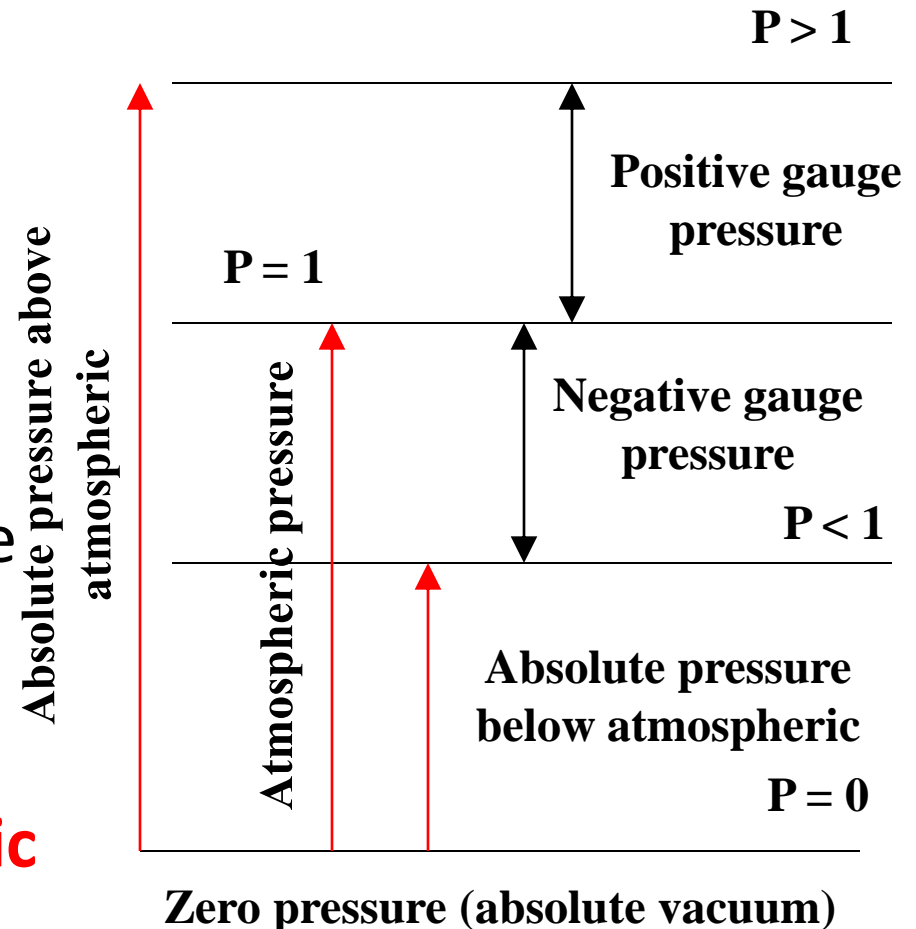 P > 1
Positive gauge
pressure
P = 1
Absolute pressure above
atmospheric
Atmospheric pressure
Negative gauge
pressure
P < 1
Absolute pressure
below atmospheric
P = 0
ic
Zero pressure (absolute vacuum)